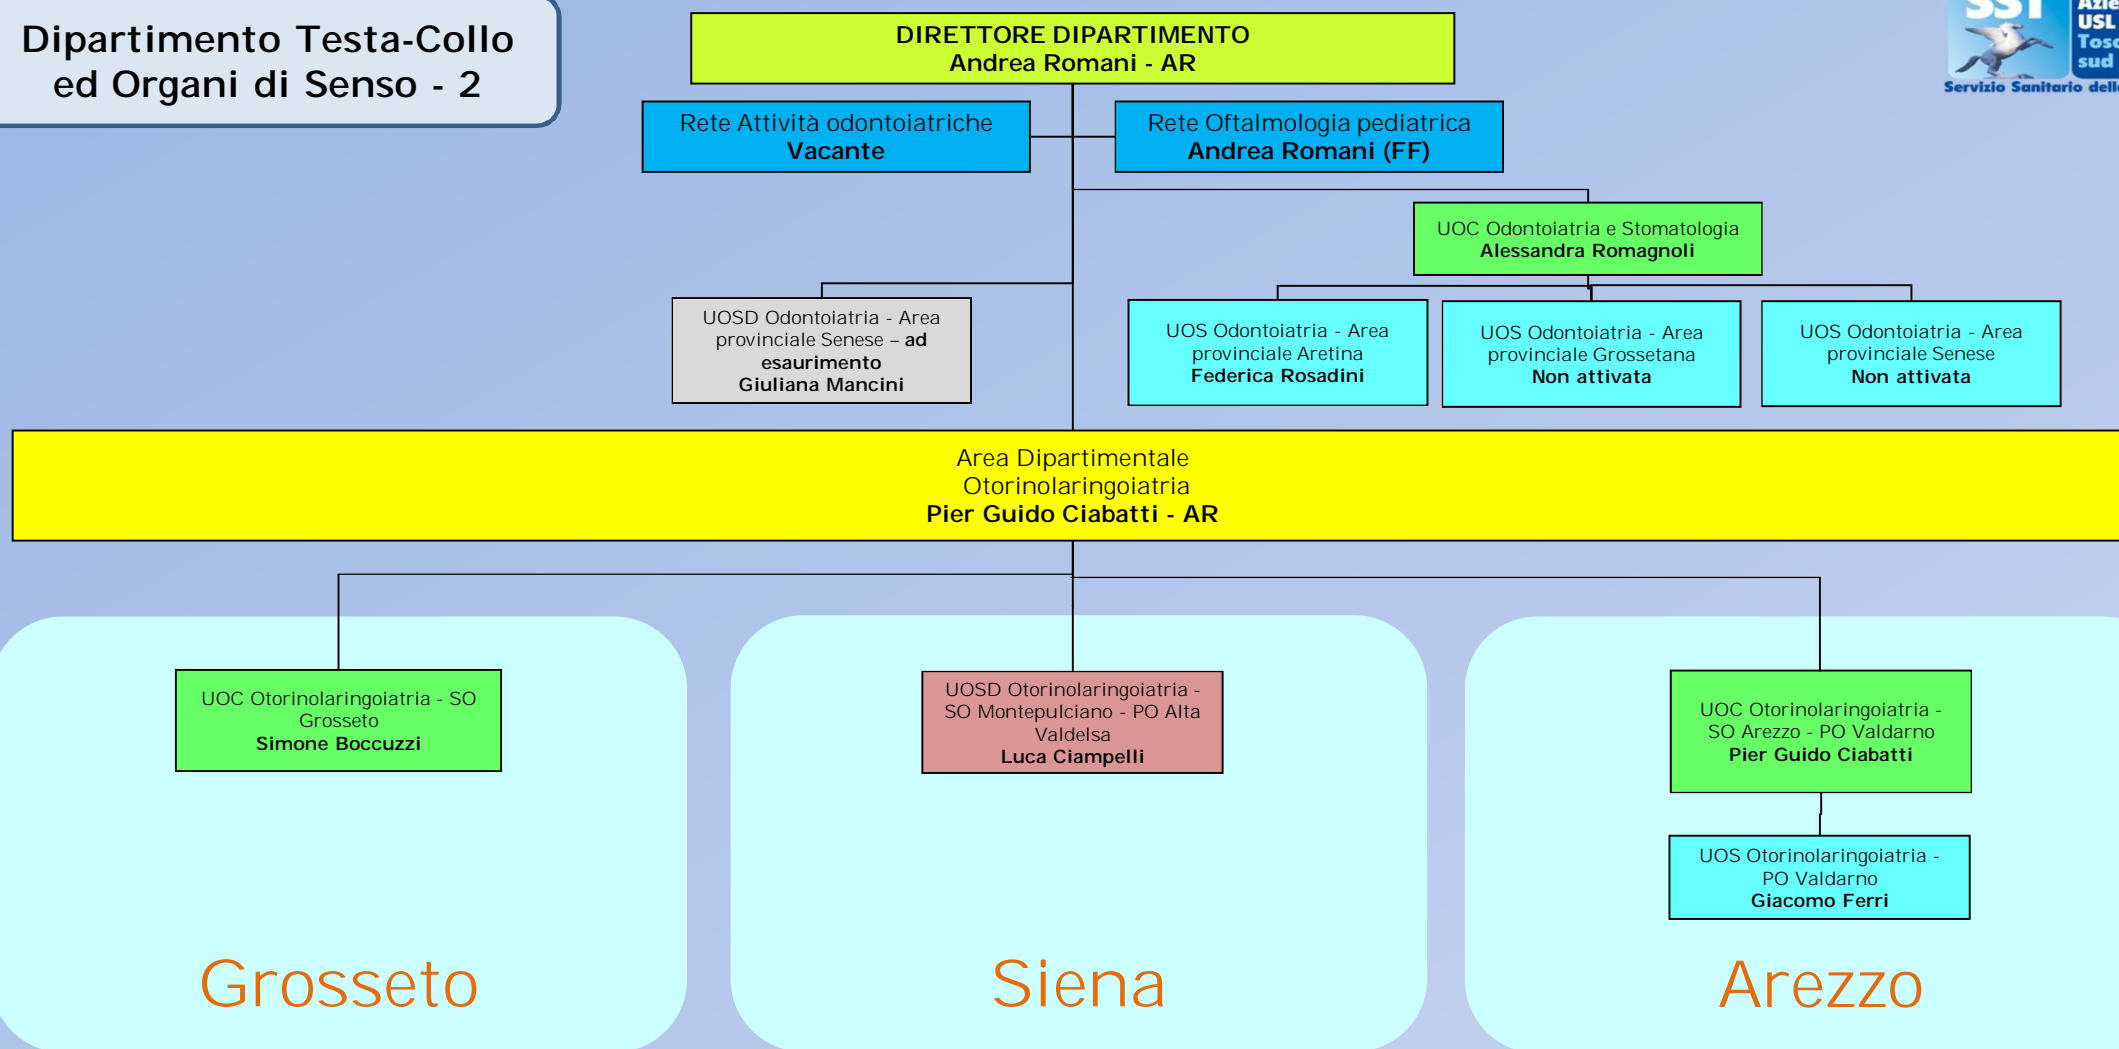 Dipartimento Testa-Collo
ed Organi di Senso - 2
DIRETTORE DIPARTIMENTO
Andrea Romani - AR
SST
USL
sud
Servizio Sanitario
Rete Attività odontoiatriche
Vacante
Rete Oftalmologia pediatrica
Andrea Romani (FF)
UOC Odontoiatria e Stomatologia
Alessandra Romagnoli
UOSD Odontoiatria - Area
provinciale Senese – ad
esaurimento
Giuliana Mancini
UOS Odontoiatria - Area
provinciale Aretina
Federica Rosadini
UOS Odontoiatria - Area
provinciale Grossetana
Non attivata
UOS Odontoiatria - Area
provinciale Senese
Non attivata
Area Dipartimentale
Otorinolaringoiatria
Pier Guido Ciabatti - AR
UOC Otorinolaringoiatria - SO
Grosseto
Simone Boccuzzi
UOSD Otorinolaringoiatria -
SO Montepulciano - PO Alta
Valdelsa
Luca Ciampelli
UOC Otorinolaringoiatria -
SO Arezzo - PO Valdarno
Pier Guido Ciabatti
UOS Otorinolaringoiatria -
PO Valdarno
Giacomo Ferri
Grosseto
Siena
Arezzo